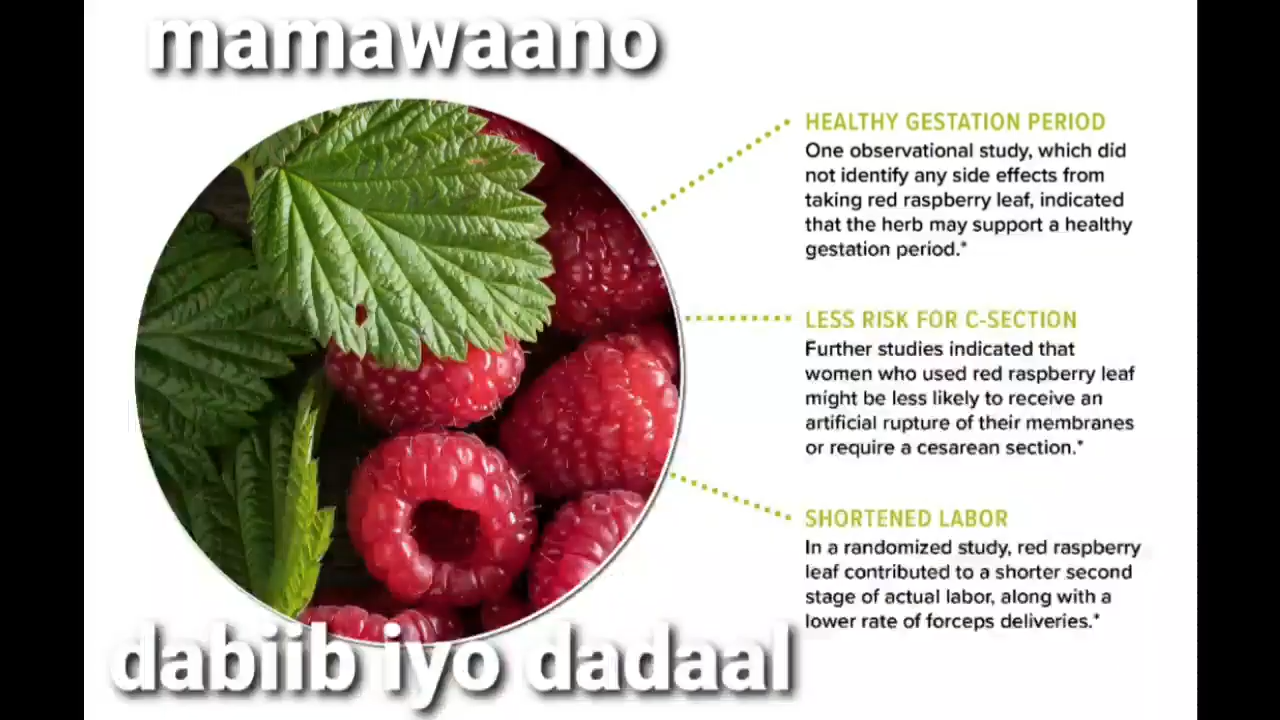 mamawaano
HEALTHY GESTATION PERIOD
One observational study, which did
not identify any side effects from
taking red raspberry leaf, indicated
that the herb may support a healthy
gestation period.*
LESS RISK FOR C-SECTION
Further studies indicated that
women who used red raspberry leaf
might be less likely to receive an
artificial rupture of their membranes
or require a cesarean section.*
SHORTENED LABOR
In a randomized study, red raspberry
leaf contributed to a shorter second
stage of actual labor, along with a
lower rate of forceps deliveries.*
dabiib iyo dadaal